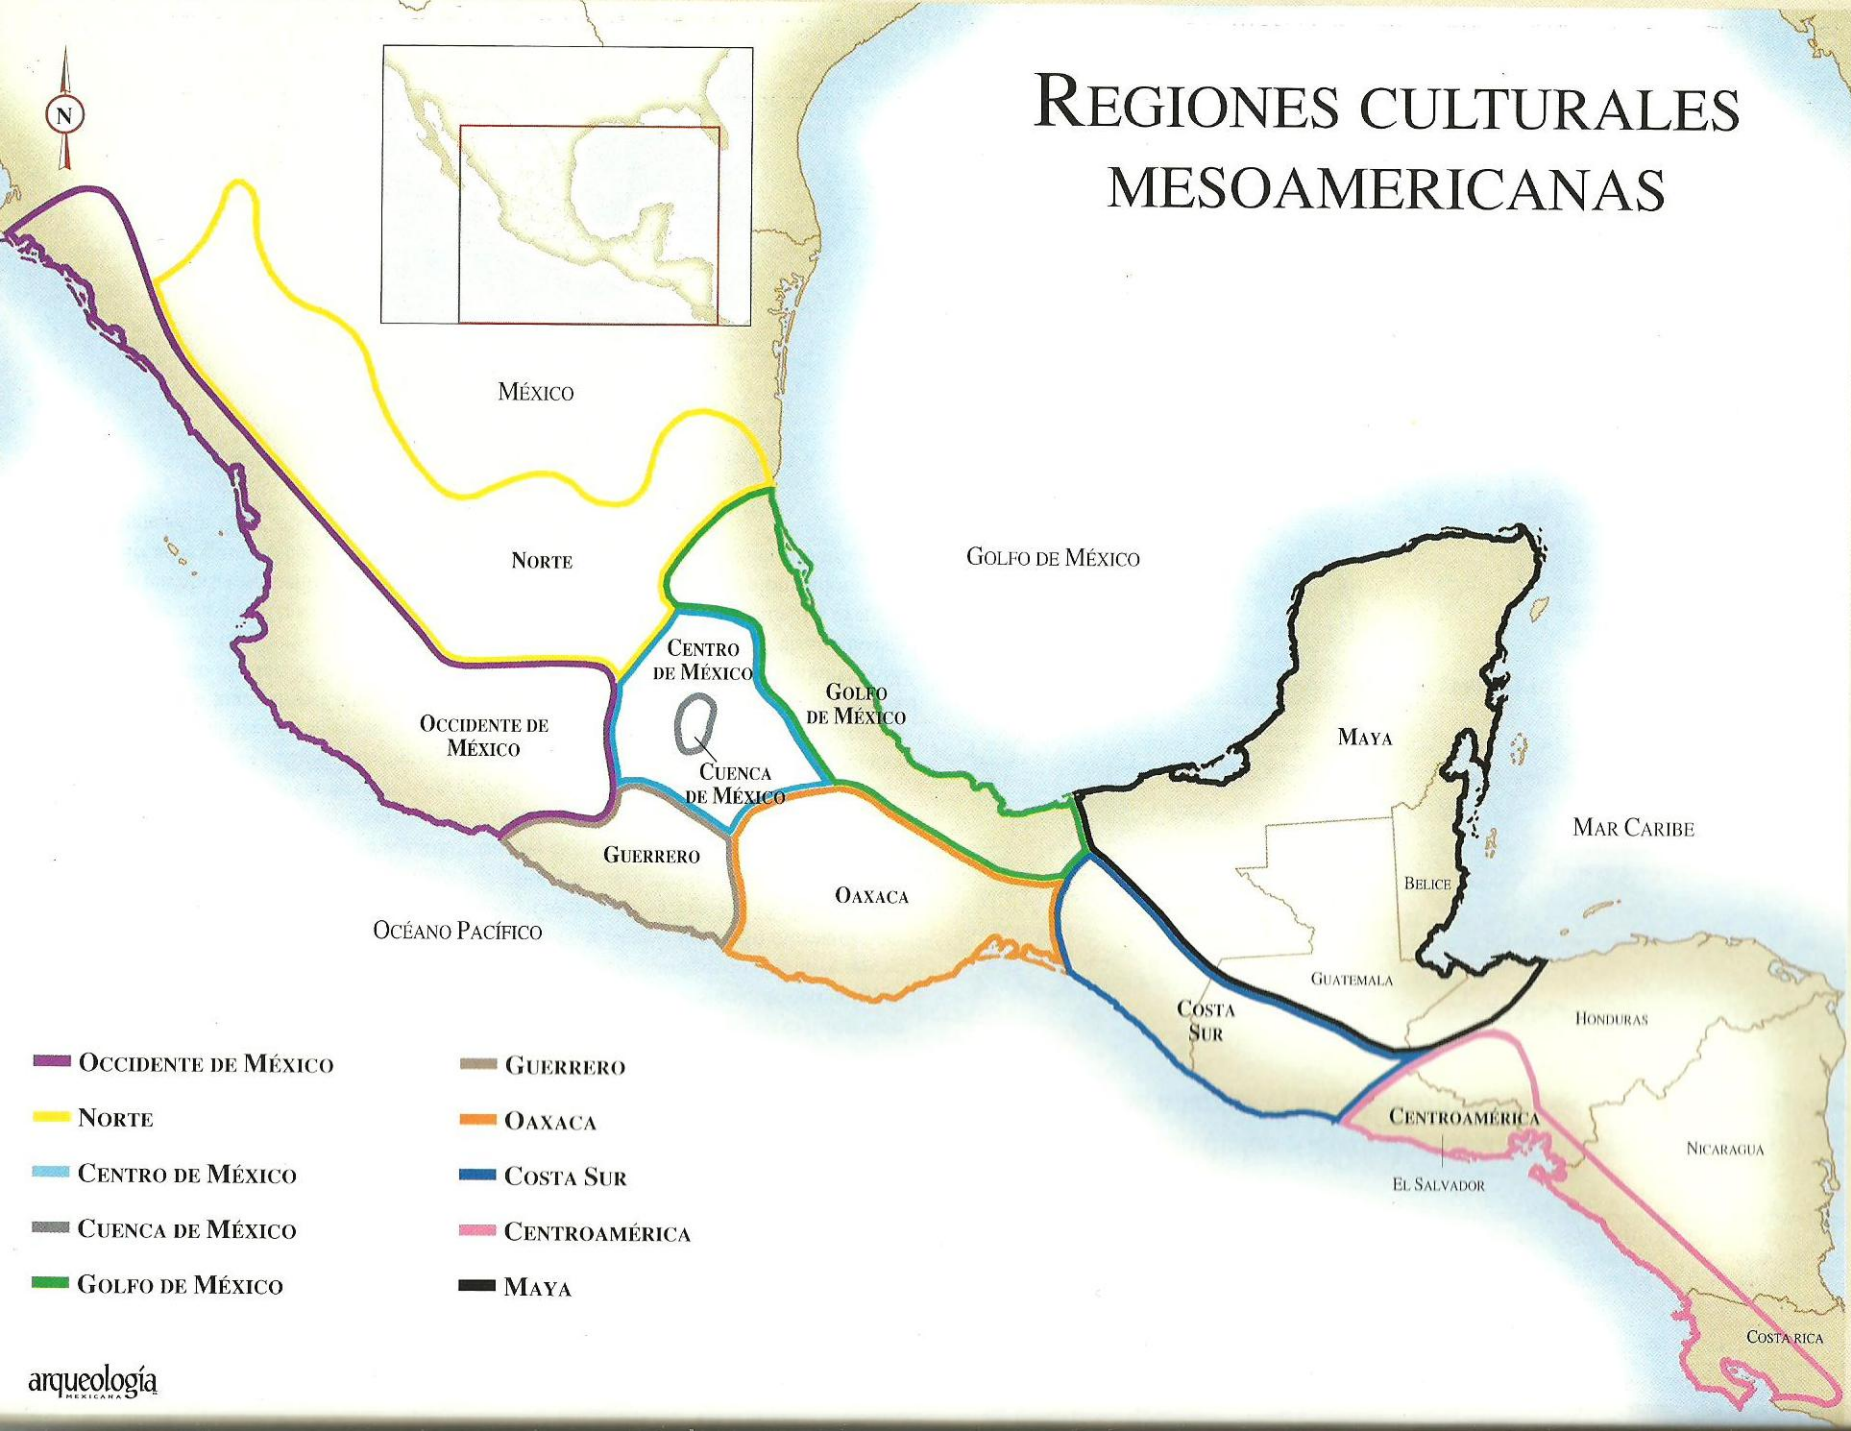 REGIONES CULTURALES
MESOAMERICANAS
N
MÉXICO
NORTE
GOLFO DE MÉXICO
CENTRO
DE MÉXICO
GOLFO
DE MÉXICO
OCCIDENTE DE
MÉXICO
MAYA
CUENCA
DE MÉXICO
MAR CARIBE
GUERRERO
BELICE
OAXACA
OCÉANO PACÍFICO
GUATEMALA
COSTA
SUR
HONDURAS
CENTROAMÉRICA
NICARAGUA
EL SALVADOR
COSTA RICA
OCCIDENTE DE MÉXICO
NORTE
CENTRO DE MÉXICO
CUENCA DE MÉXICO
GOLFO DE MÉXICO
GUERRERO
OAXACA
COSTA SUR
CENTROAMÉRICA
MAYA
arqueología
MEXICANA